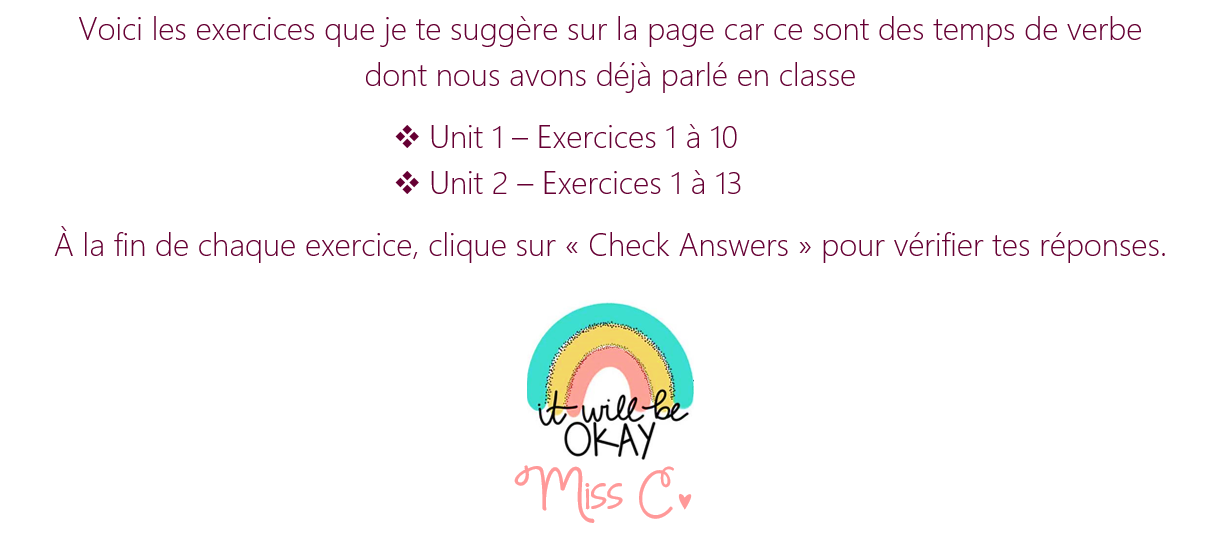 Voici les exercices que je te suggère sur la page car ce sont des temps de verbe
dont nous avons déjà parlé en classe
❖ Unit 1 – Exercices 1 à 10
❖ Unit 2 – Exercices 1 à 13
À la fin de chaque exercice, clique sur « Check Answers » pour vérifier tes réponses.
it will be
OKAY
Miss C♥